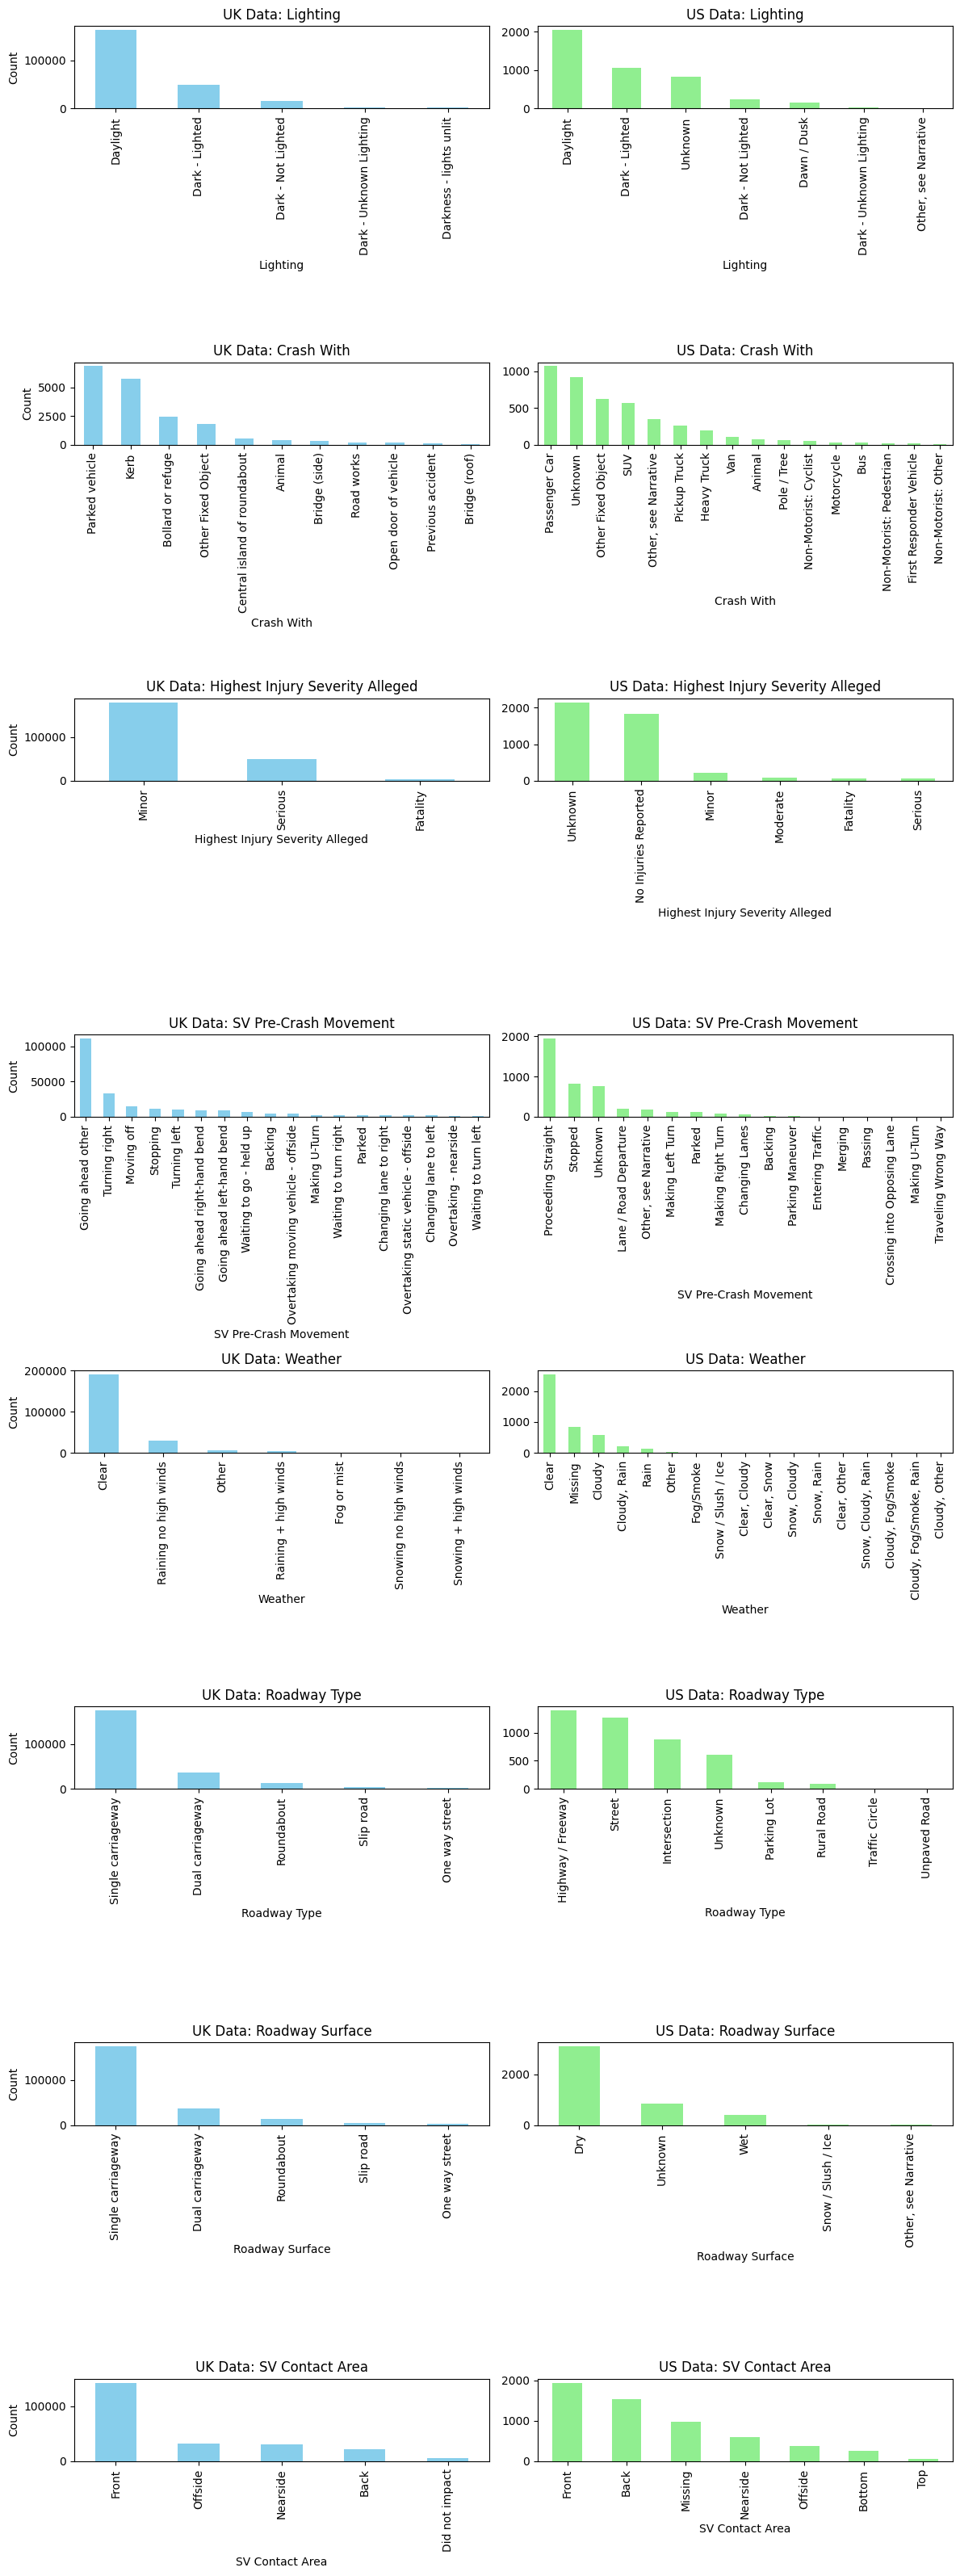 UK Data: Lighting
Count
100000
0
Daylight
Dark - Lighted
Dark - Not Lighted
Dark - Unknown Lighting
Darkness - lights unlit
Lighting
US Data: Lighting
2000
1000
0
Daylight
Dark - Lighted
Unknown
Dark - Not Lighted
Dawn / Dusk
Dark - Unknown Lighting
Other, see Narrative
Lighting
UK Data: Crash With
Count
5000
2500
0
Parked vehicle
Kerb
Bollard or refuge
Other Fixed Object
Central island of roundabout
Animal
Bridge (side)
Road works
Open door of vehicle
Previous accident
Bridge (roof)
Crash With
US Data: Crash With
1000
500
0
Passenger Car
Unknown
Other Fixed Object
SUV
Other, see Narrative
Pickup Truck
Heavy Truck
Van
Animal
Pole / Tree
Non-Motorist: Cyclist
Motorcycle
Bus
Non-Motorist: Pedestrian
First Responder Vehicle
Non-Motorist: Other
Crash With
UK Data: Highest Injury Severity Alleged
Count
100000
0
Minor
Serious
Fatality
Highest Injury Severity Alleged
US Data: Highest Injury Severity Alleged
2000
1000
0
Unknown
No Injuries Reported
Minor
Moderate
Fatality
Serious
Highest Injury Severity Alleged
UK Data: SV Pre-Crash Movement
Count
100000
50000
0
Going ahead other
Turning right
Moving off
Stopping
Turning left
Going ahead right-hand bend
Going ahead left-hand bend
Waiting to go - held up
Backing
Overtaking moving vehicle - offside
Making U-Turn
Waiting to turn right
Parked
Changing lane to right
Overtaking static vehicle - offside
Changing lane to left
Overtaking - nearside
Waiting to turn left
SV Pre-Crash Movement
US Data: SV Pre-Crash Movement
2000
1000
0
Proceeding Straight
Stopped
Unknown
Lane / Road Departure
Other, see Narrative
Making Left Turn
Parked
Making Right Turn
Changing Lanes
Backing
Parking Maneuver
Entering Traffic
Merging
Passing
Crossing into Opposing Lane
Making U-Turn
Traveling Wrong Way
SV Pre-Crash Movement
UK Data: Weather
Count
200000
100000
0
Clear
Raining no high winds
Other
Raining + high winds
Fog or mist
Snowing no high winds
Snowing + high winds
Weather
US Data: Weather
2000
1000
0
Clear
Missing
Cloudy
Cloudy, Rain
Rain
Other
Fog/Smoke
Snow / Slush / Ice
Clear, Cloudy
Clear, Snow
Snow, Cloudy
Snow, Rain
Clear, Other
Snow, Cloudy, Rain
Cloudy, Fog/Smoke
Cloudy, Fog/Smoke, Rain
Cloudy, Other
Weather
UK Data: Roadway Type
Count
100000
0
Single carriageway
Dual carriageway
Roundabout
Slip road
One way street
Roadway Type
US Data: Roadway Type
1000
500
0
Highway / Freeway
Street
Intersection
Unknown
Parking Lot
Rural Road
Traffic Circle
Unpaved Road
Roadway Type
UK Data: Roadway Surface
Count
100000
0
Single carriageway
Dual carriageway
Roundabout
Slip road
One way street
Roadway Surface
US Data: Roadway Surface
2000
0
Dry
Unknown
Wet
Snow / Slush / Ice
Other, see Narrative
Roadway Surface
UK Data: SV Contact Area
Count
100000
0
Front
Offside
Nearside
Back
Did not impact
SV Contact Area
US Data: SV Contact Area
2000
1000
0
Front
Back
Missing
Nearside
Offside
Bottom
Top
SV Contact Area